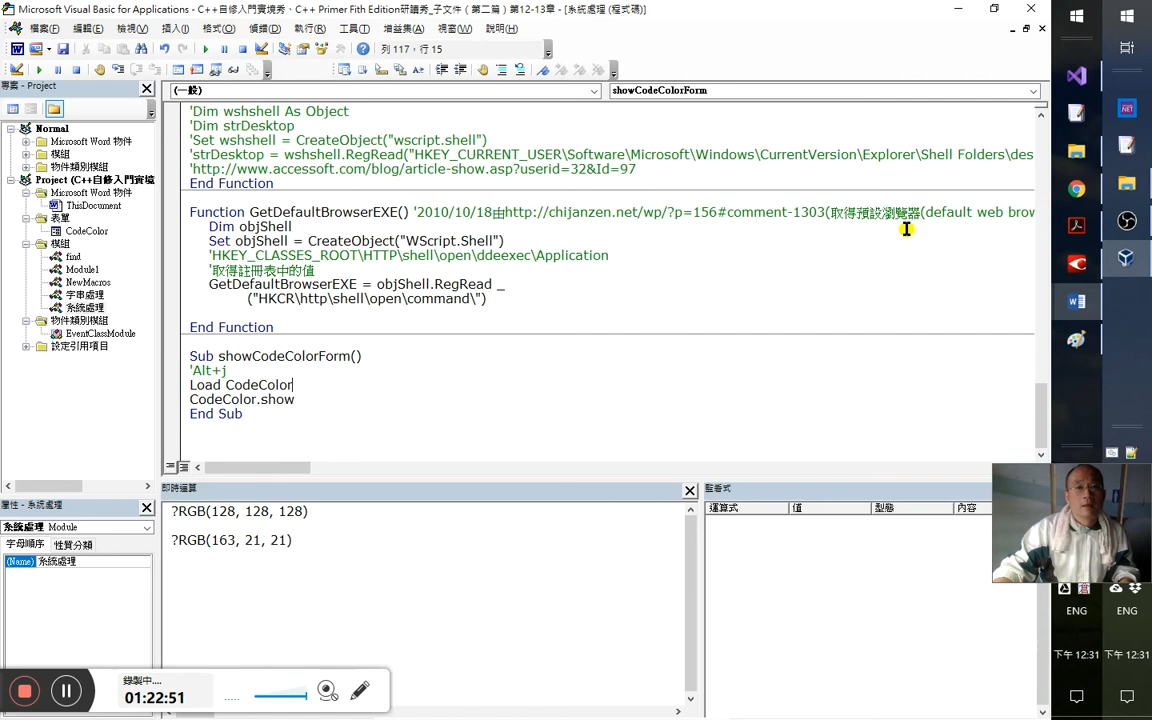 Microsoft Visual Basic for Applications - C++自修入門實境秀、C++ Primer Fith Edition研讀秀_子文件 ( 第二篇 ) 第12-13章 - [系統處理 (程式碼)]
檔案(F) 編輯(E) 檢視(V) 插入(I) 格式(O) 偵錯(D) 執行(R) 工具(T) 增益集(A) 視窗(W) 說明(H)
列 117，行 15
專案 - Project
(一般)
showCodeColorForm
Normal
Microsoft Word 物件
模組
物件類別模組
Project (C++自修入門實境
Microsoft Word 物件
ThisDocument
表單
CodeColor
模組
find
Module1
NewMacros
字串處理
系統處理
物件類別模組
EventClassModule
設定引用項目
'Dim wshshell As Object
'Dim strDesktop
'Set wshshell = CreateObject("wscript.shell")
'strDesktop = wshshell.RegRead("HKEY_CURRENT_USER\Software\Microsoft\Windows\CurrentVersion\Explorer\Shell Folders\des
'http://www.accessoft.com/blog/article-show.asp?userid=32&Id=97
End Function
Function GetDefaultBrowserEXE() '2010/10/18由http://chijanzen.net/wp/?p=156#comment-1303(取得預設瀏覽器(default web brow
Dim objShell
Set objShell = CreateObject("WScript.Shell")
'HKEY_CLASSES_ROOT\HTTP\shell\open\ddeexec\Application
'取得註冊表中的值
GetDefaultBrowserEXE = objShell.RegRead _
("HKCR\http\shell\open\command\")
End Function
Sub showCodeColorForm()
'Alt+j
Load CodeColor
CodeColor.show
End Sub
屬性 - 系統處理
系統處理 Module
字母順序 性質分類
(Name) 系統處理
即時運算
?RGB(128, 128, 128)
?RGB(163, 21, 21)
監看式
運算式 值 型態 內容
錄製中....
01:22:51
ENG ENG
下午 12:31 下午 12:31